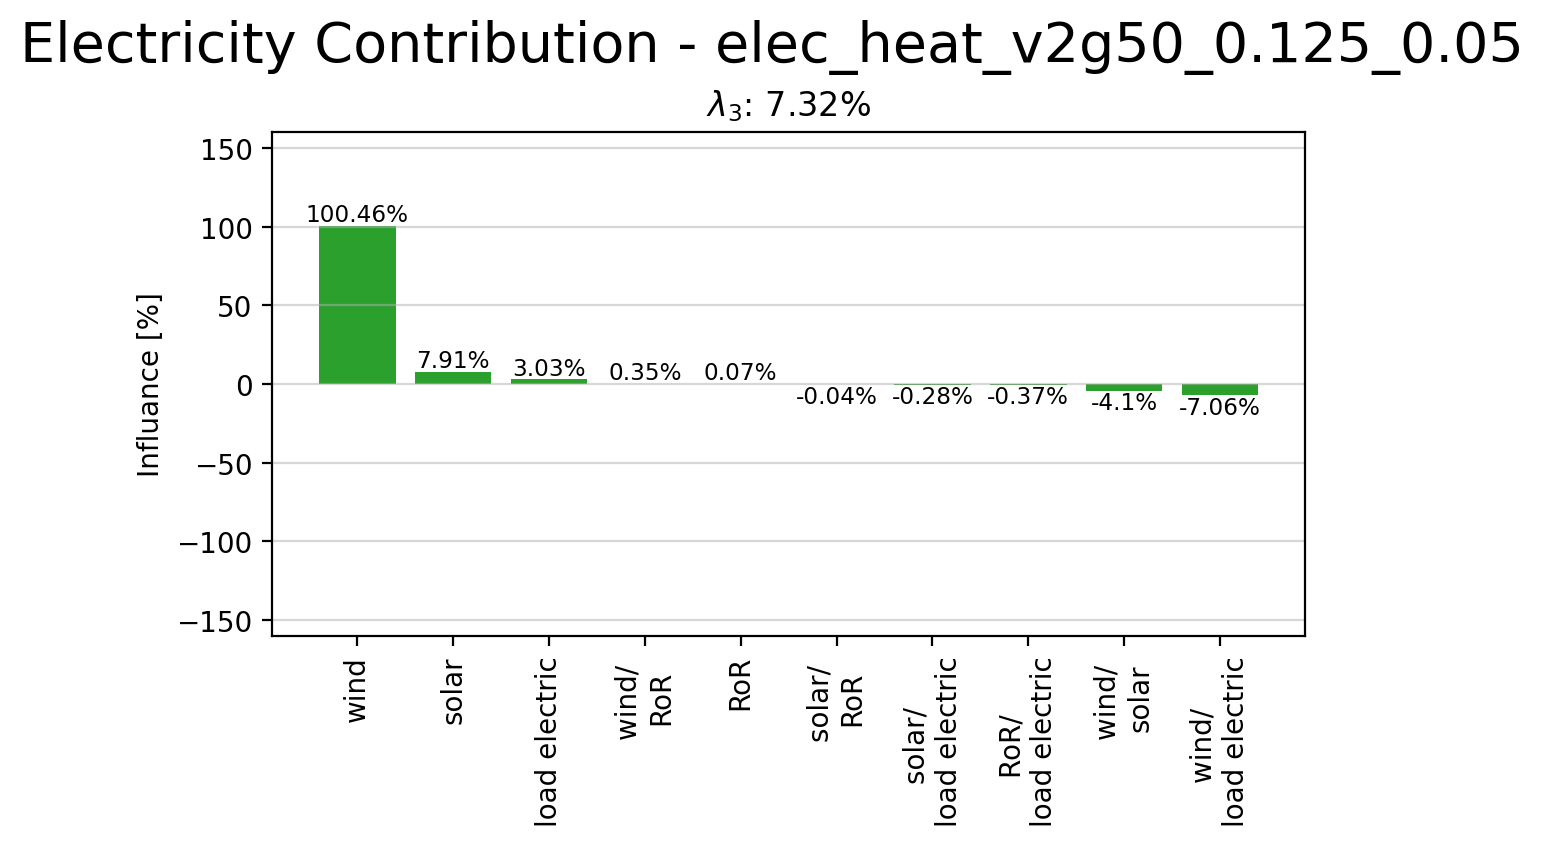 Electricity Contribution - elec_heat_v2g50_0.125_0.05
λ₃: 7.32%
Influance [%]
150
100
50
0
−50
−100
−150
100.46%
7.91%
3.03%
0.35%
0.07%
-0.04%
-0.28%
-0.37%
-4.1%
-7.06%
wind
solar
load electric
wind/
RoR
RoR
solar/
RoR
solar/
load electric
RoR/
load electric
wind/
solar
wind/
load electric